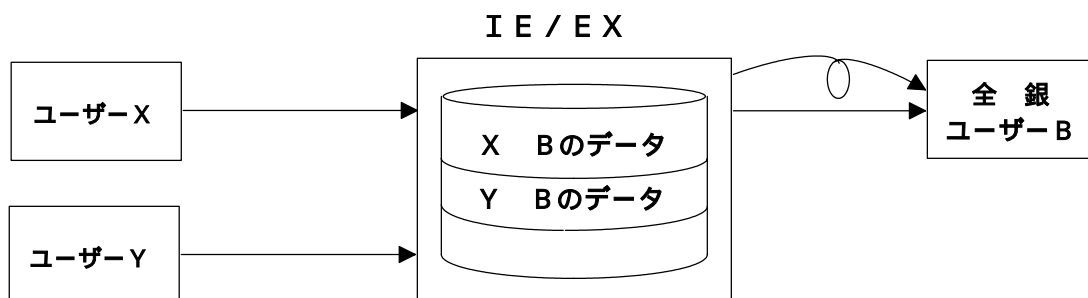 ＩＥ/ＥＸ
ユーザーＸ
全　銀
ユーザーＢ
Ｘ　Ｂのデータ
Ｙ　Ｂのデータ
ユーザーＹ